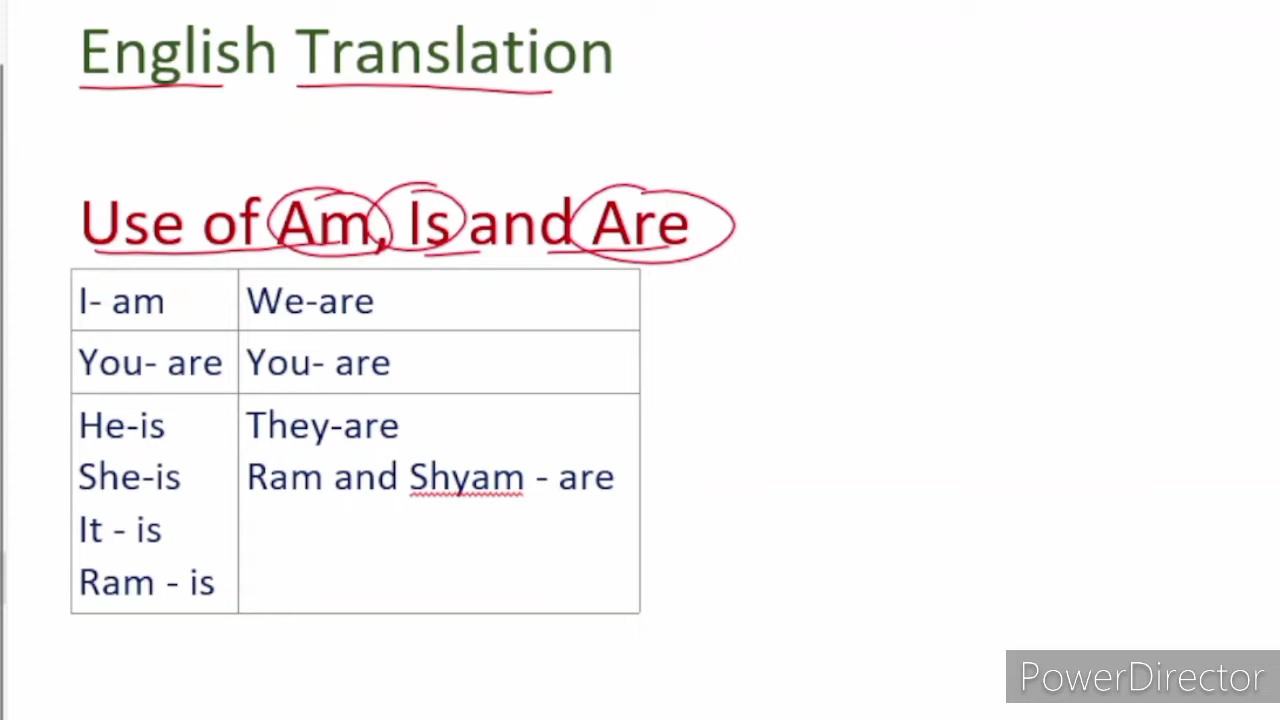 English Translation
Use of Am, Is and Are
I- am We-are
You- are You- are
He-is They-are
She-is Ram and Shyam - are
It - is
Ram - is
PowerDirector